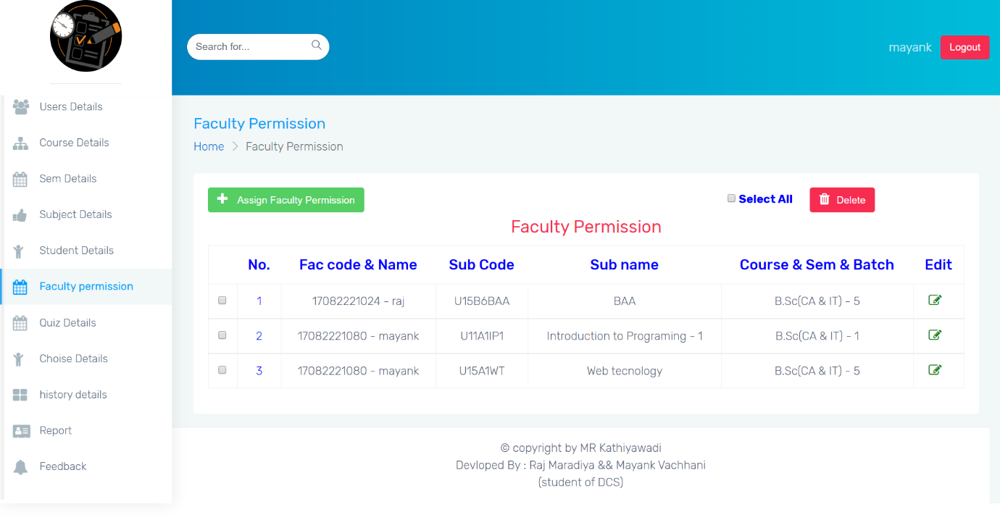 Search for...
mayank
Logout
Users Details
Course Details
Sem Details
Subject Details
Student Details
Faculty permission
Quiz Details
Choise Details
history details
Report
Feedback
Faculty Permission
Home > Faculty Permission
Assign Faculty Permission
Select All
Delete
Faculty Permission
No. Fac code & Name Sub Code Sub name Course & Sem & Batch Edit
1 17082221024 - raj U15B6BAA BAA B.Sc(CA & IT) - 5
2 17082221080 - mayank U11A1IP1 Introduction to Programing - 1 B.Sc(CA & IT) - 1
3 17082221080 - mayank U15A1WT Web tecnology B.Sc(CA & IT) - 5
© copyright by MR Kathiyawadi
Devloped By : Raj Maradiya && Mayank Vachhani
(student of DCS)